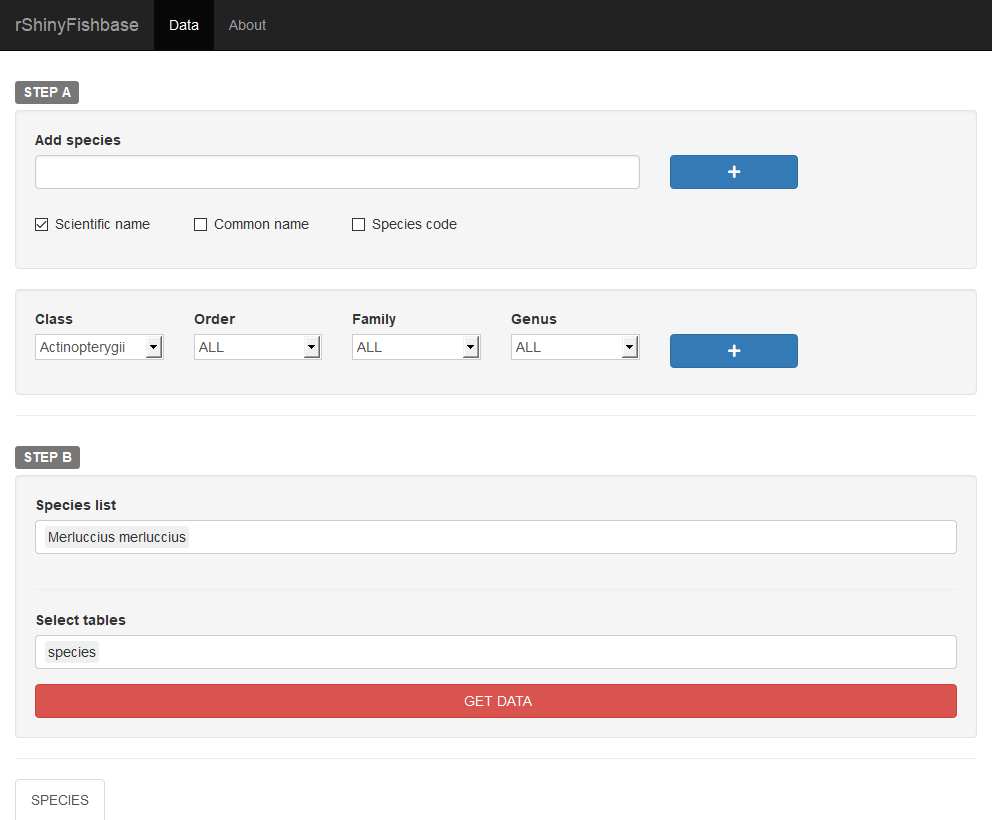 rShinyFishbase Data About
STEP A
Add species
+
Scientific name Common name Species code
Class Order Family Genus
Actinopterygii ALL ALL ALL +
STEP B
Species list
Merluccius merluccius
Select tables
species
GET DATA
SPECIES